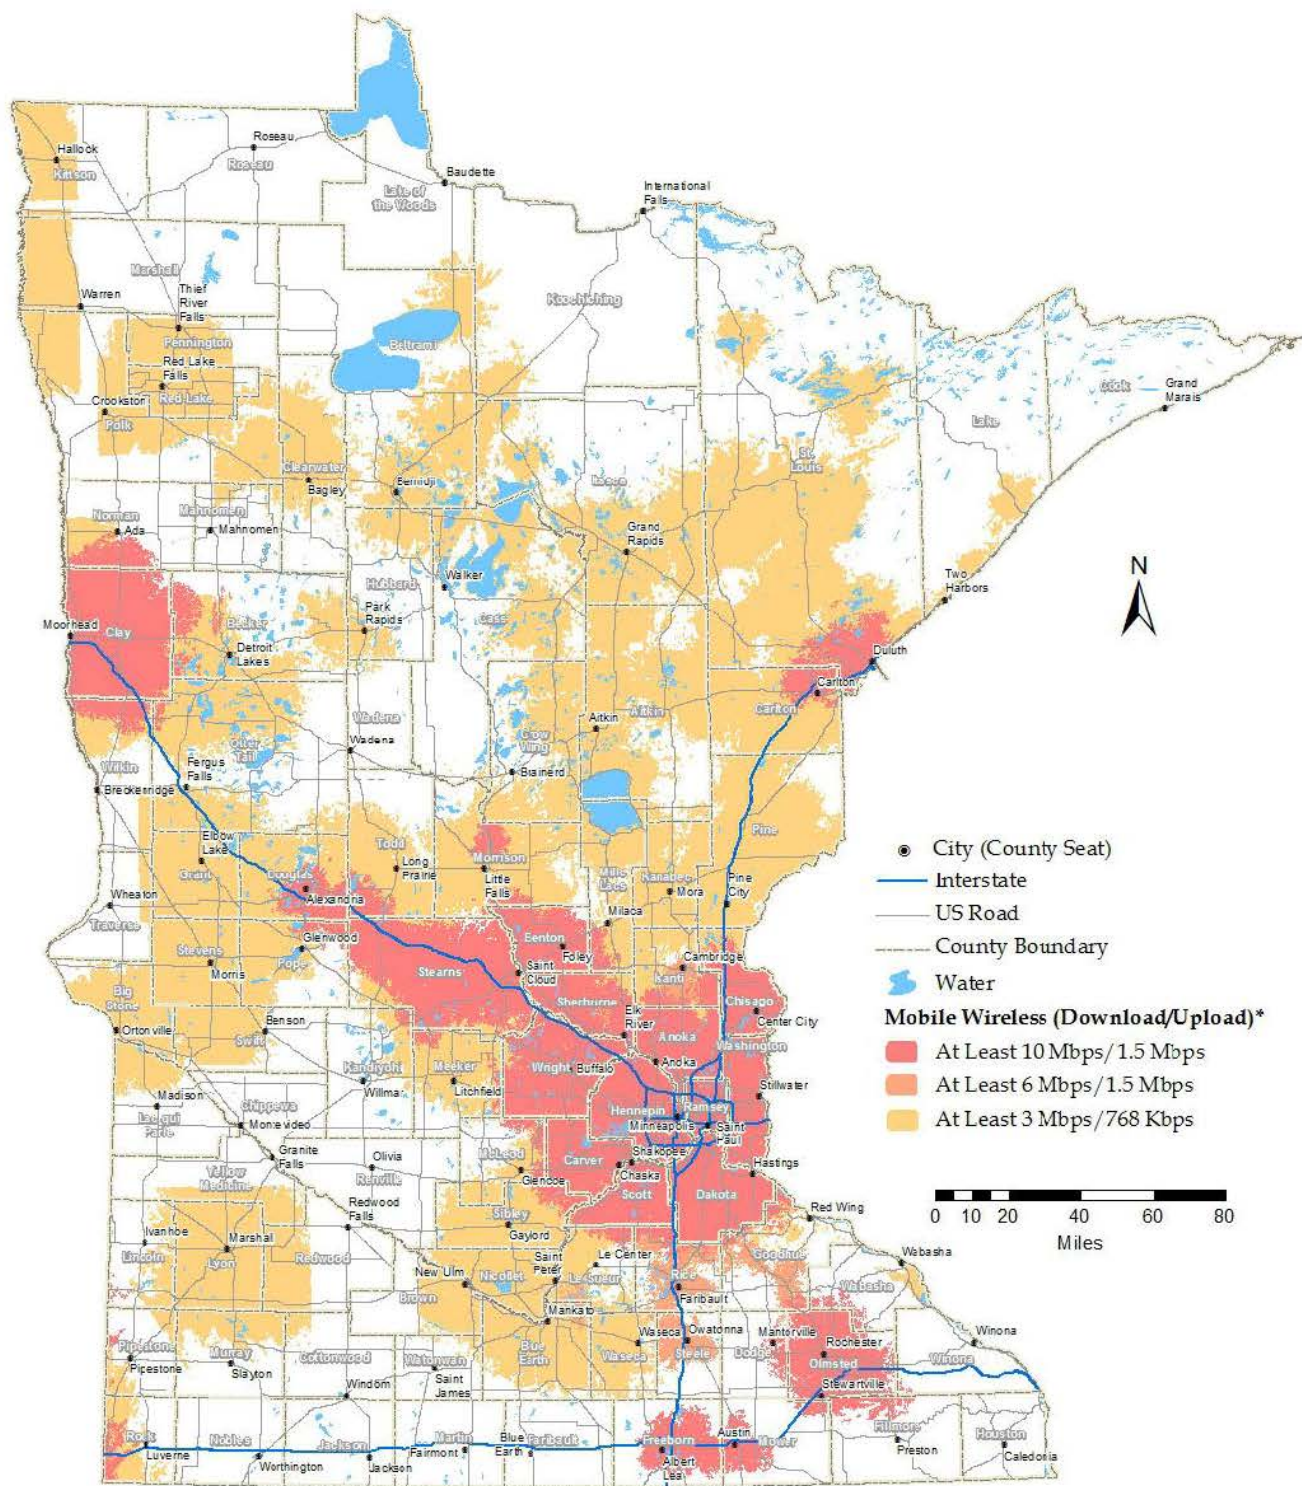 Roseau
Hallock
Roseau
Kittson
Baudette
Lake of
the Woods
International
Falls
Marshall
Koochiching
Warren
Thief
River
Falls
Pennington
Beltrami
Red Lake
Falls
Red Lake
Cook
Grand
Marais
Crookston
Polk
Lake
St.
Louis
Clearwater
Bagley
Bemidji
Itasca
Norman
Ada
Mahnomen
Mahnomen
Grand
Rapids
N
Walker
Hubbard
Two
Harbors
Park
Rapids
Cass
Moorhead
Clay
Becker
Detroit
Lakes
Duluth
Carlton
Carlton
Aitkin
Aitkin
Wadena
Wadena
Crow
Wing
Otter
Tail
Wilkin
Fergus
Falls
Brainerd
Breckenridge
Pine
Elbow
Lake
Grant
Todd
Long
Prairie
Morrison
Little
Falls
Mille
Lacs
Kanabec
Mora
Pine
City
Douglas
Alexandria
Wheaton
Traverse
Milaca
Glenwood
Pope
Stevens
Morris
Benton
Foley
Cambridge
Isanti
Stearns
Saint
Cloud
Big
Stone
Sherburne
Elk
River
Chisago
Center City
Ortonville
Benson
Swift
Anoka
Washington
Kandiyohi
Willmar
Meeker
Litchfield
Wright
Buffalo
Anoka
Stillwater
Madison
Lac qui
Parle
Chippewa
Montevideo
Hennepin
Ramsey
Minneapolis
Saint
Paul
Granite
Falls
Olivia
Renville
McLeod
Glencoe
Carver
Shakopee
Chaska
Hastings
Yellow
Medicine
Scott
Dakota
Redwood
Falls
Sibley
Gaylord
Red Wing
Ivanhoe
Lincoln
Marshal
Lyon
Redwood
Le Center
Goodhue
Wabasha
Saint
Peter
New Ulm
Nicollet
Le Sueur
Rice
Faribault
Wabasha
Brown
Mankato
Waseca
Owatonna
Mantorville
Rochester
Winona
Pipestone
Pipestone
Murray
Slayton
Cottonwood
Watonwan
Saint
James
Blue
Earth
Waseca
Steele
Dodge
Olmsted
Winona
Windom
Stewartville
Rock
Luverne
Nobles
Worthington
Jackson
Jackson
Martin
Fairmont
Blue
Earth
Faribault
Freeborn
Albert
Lea
Austin
Mower
Fillmore
Preston
Houston
Caledonia
City (County Seat)
Interstate
US Road
County Boundary
Water
Mobile Wireless (Download/Upload)*
At Least 10 Mbps/1.5 Mbps
At Least 6 Mbps/1.5 Mbps
At Least 3 Mbps/768 Kbps
0 10 20 40 60 80
Miles